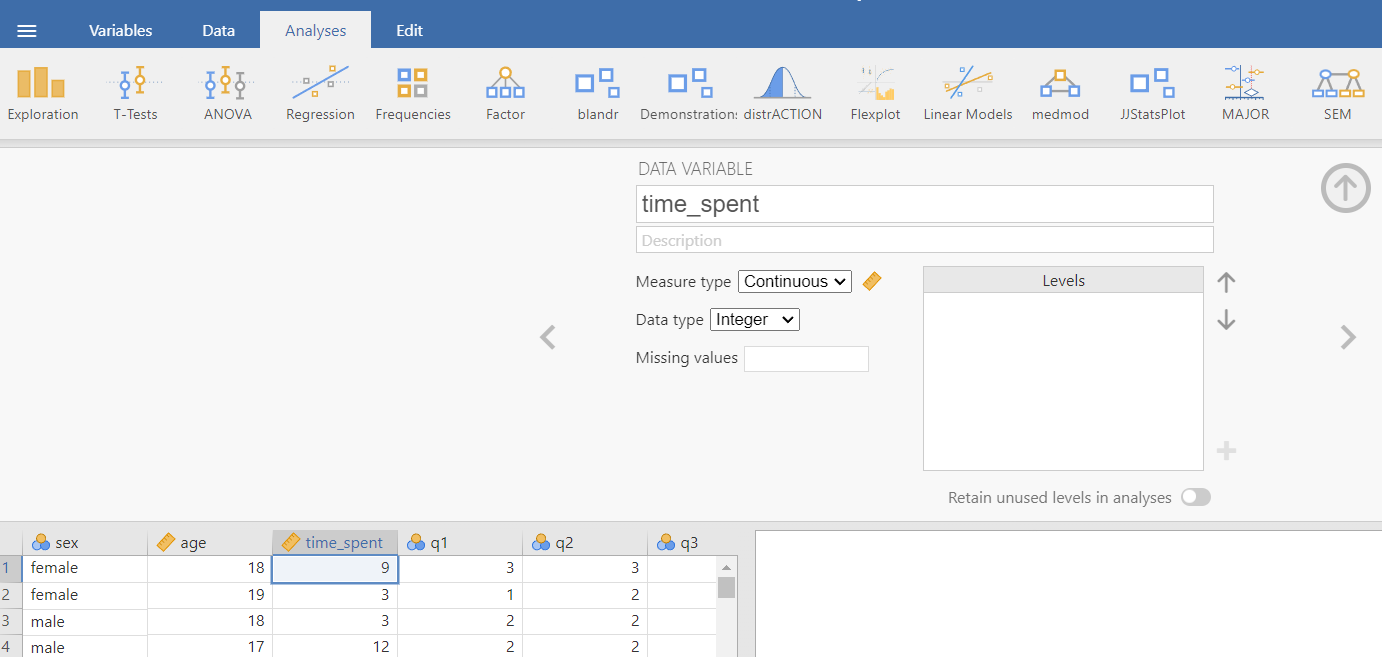 Variables Data Analyses Edit
Exploration T-Tests ANOVA Regression Frequencies Factor blandr Demonstrations distrACTION Flexplot Linear Models medmod JJStatsPlot MAJOR SEM
DATA VARIABLE
time_spent
Description
Measure type Continuous Levels
Data type Integer
Missing values
Retain unused levels in analyses
sex age time_spent q1 q2 q3
1 female 18 9 3 3
2 female 19 3 1 2
3 male 18 3 2 2
4 male 17 12 2 2